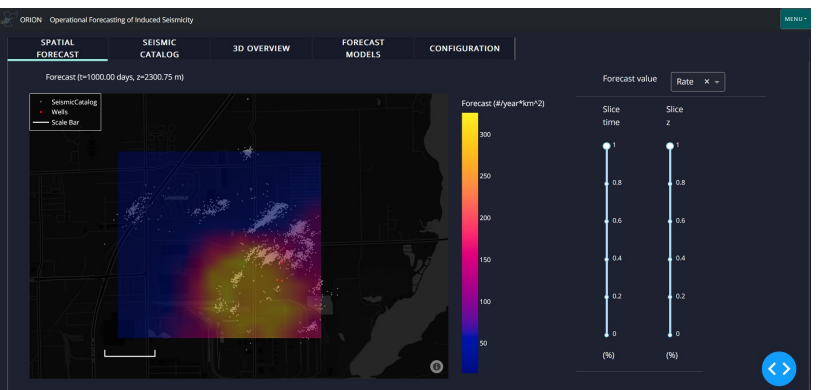 ORION Operational Forecasting of Induced Seismicity
MENU
SPATIAL FORECAST
SEISMIC CATALOG
3D OVERVIEW
FORECAST MODELS
CONFIGURATION
Forecast (t=1000.00 days, z=2300.75 m)
SeismicCatalog
Wells
Scale Bar
Forecast (#/year*km^2)
300
250
200
150
100
50
Forecast value
Rate
Slice time
Slice z
1
0.8
0.6
0.4
0.2
0
(%)
1
0.8
0.6
0.4
0.2
0
(%)